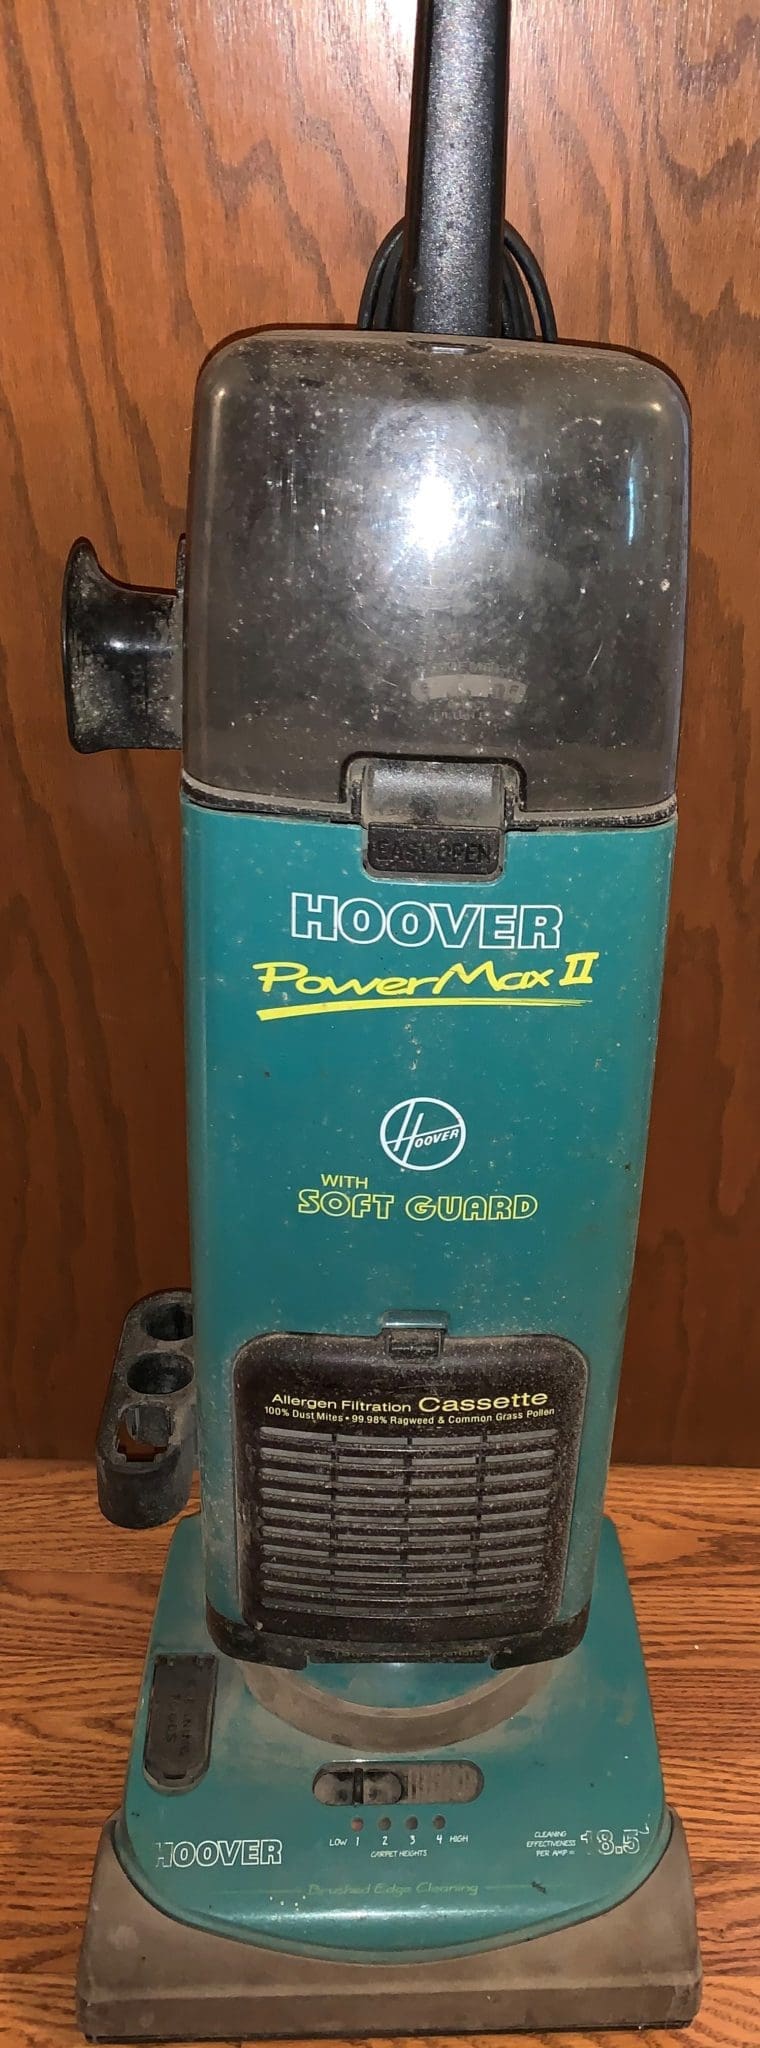 EASY OPEN
HOOVER
PowerMax II
HOOVER
WITH
SOFT GUARD
Allergen Filtration Cassette
100% Dust Mites • 99.98% Ragweed & Common Grass Pollen
CLEANING
TOOLS
LOW 1 2 3 4 HIGH
CARPET HEIGHTS
HOOVER
CLEANING
EFFECTIVENESS
PER AMP = 18.5
Brushed Edge Cleaning